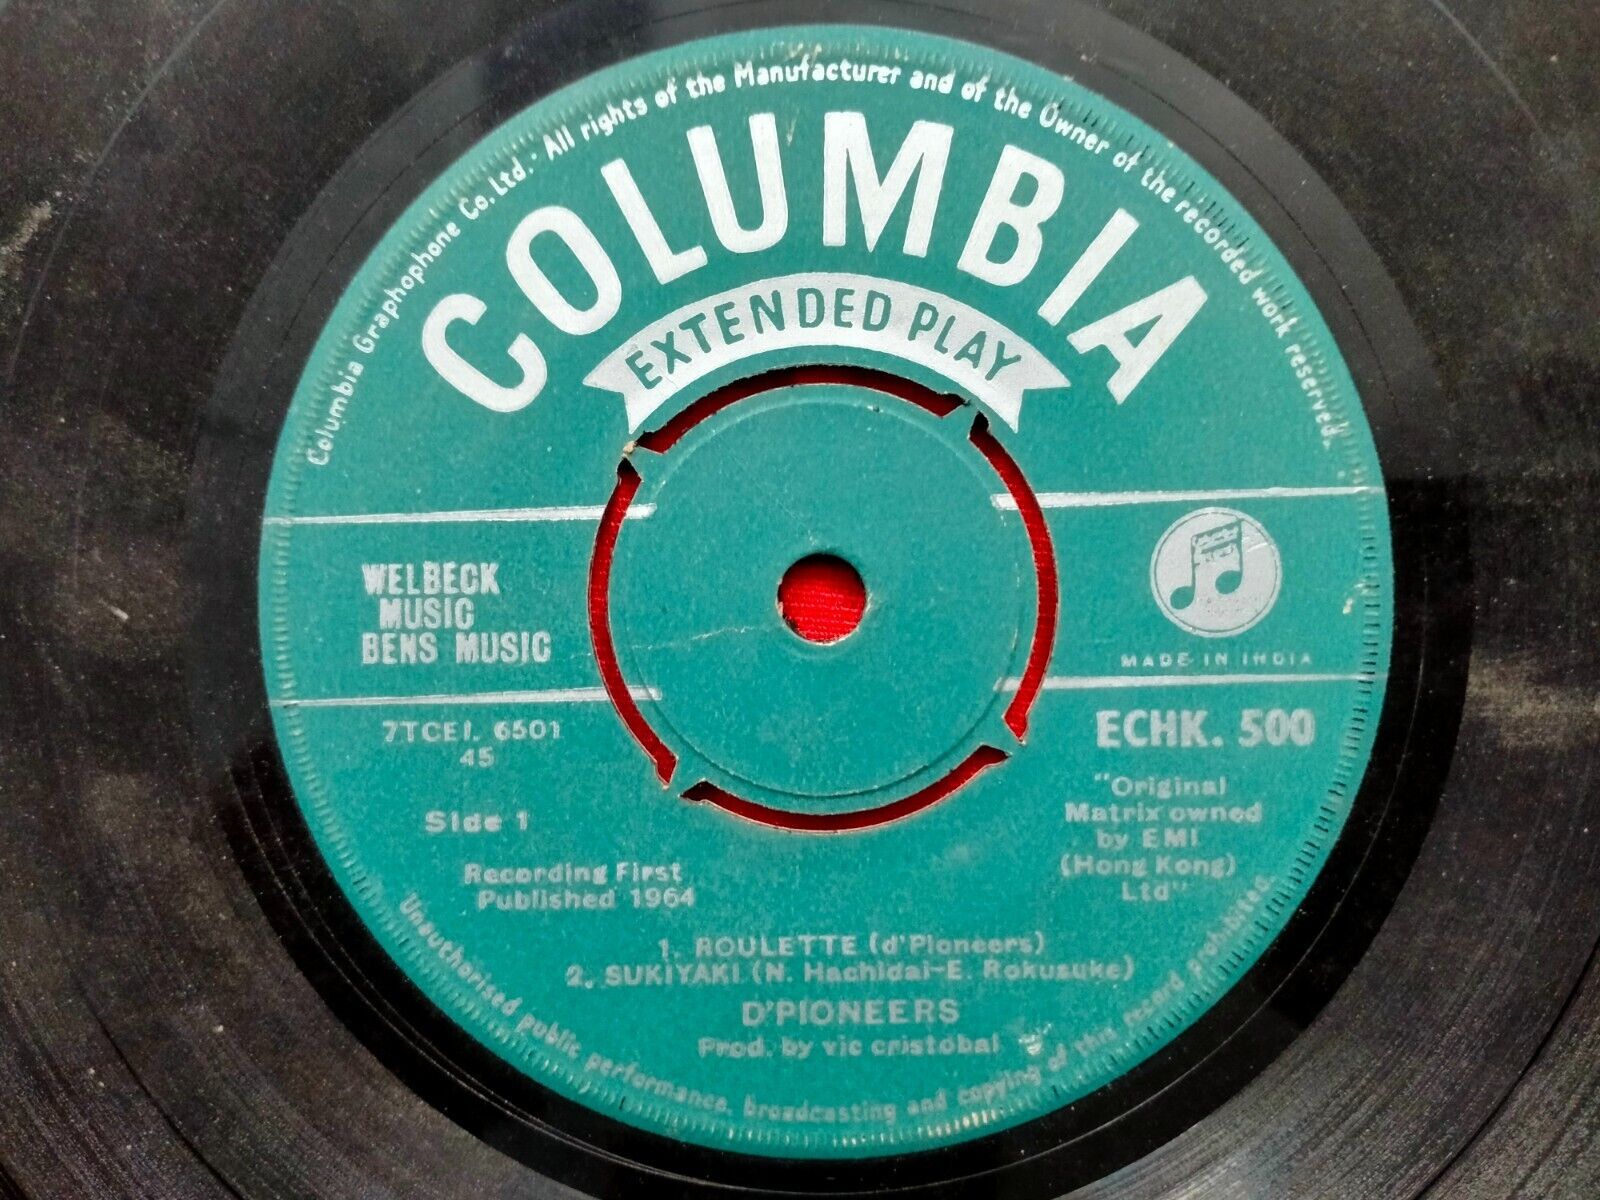 Columbia Graphophone Co. Ltd. · All rights of the Manufacturer and of the Owner of the recorded work reserved.
COLUMBIA
EXTENDED PLAY
WELBECK
MUSIC
BENS MUSIC
MADE IN INDIA
7TCEI. 6501
45
ECHK. 500
Side 1
"Original
Matrix owned
by EMI
(Hong Kong)
Ltd"
Recording First
Published 1964
1. ROULETTE (d'Pioneers)
2. SUKIYAKI (N. Hachidai-E. Rokusuke)
D'PIONEERS
Prod. by vic cristobal
Unauthorised public performance, broadcasting and copying of this record prohibited.